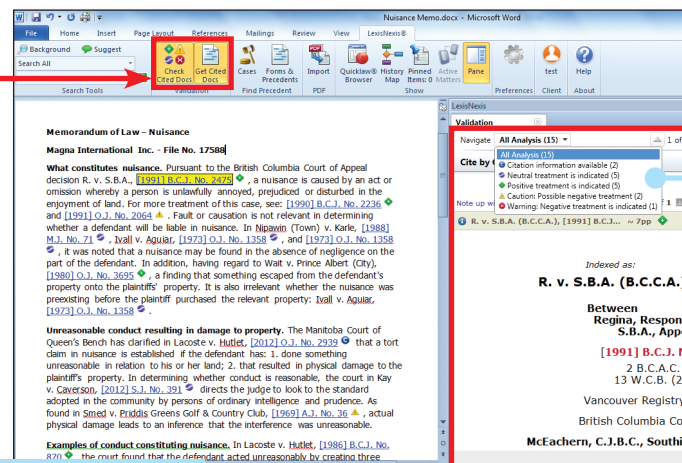 Nuisance Memo.docx - Microsoft Word
File Home Insert Page Layout References Mailings Review View LexisNexis®
Background Suggest
Search All
Search Tools
Check Cited Docs
Get Cited Docs
Validation
Cases
Forms & Precedents
Find Precedent
Import
PDF
Quicklaw® Browser
History Map
Pinned Items: 0
Active Matters
Pane
Show
Preferences
test
Client
Help
About
Memorandum of Law – Nuisance
Magna International Inc. - File No. 17588
What constitutes nuisance. Pursuant to the British Columbia Court of Appeal
decision R. v. S.B.A., [1991] B.C.J. No. 2475 , a nuisance is caused by an act or
omission whereby a person is unlawfully annoyed, prejudiced or disturbed in the
enjoyment of land. For more treatment of this case, see: [1990] B.C.J. No. 2236
and [1991] O.J. No. 2064 . Fault or causation is not relevant in determining
whether a defendant will be liable in nuisance. In Nipawin (Town) v. Karle, [1988]
M.J. No. 71 , Ivall v. Aguiar, [1973] O.J. No. 1358 , and [1973] O.J. No. 1358
, it was noted that a nuisance may be found in the absence of negligence on the
part of the defendant. In addition, having regard to Wait v. Prince Albert (City),
[1980] O.J. No. 3695 , a finding that something escaped from the defendant's
property onto the plaintiffs' property. It is also irrelevant whether the nuisance was
preexisting before the plaintiff purchased the relevant property: Ivall v. Aguiar,
[1973] O.J. No. 1358 .
Unreasonable conduct resulting in damage to property. The Manitoba Court of
Queen's Bench has clarified in Lacoste v. Hutlet, [2012] O.J. No. 2939 that a tort
claim in nuisance is established if the defendant has: 1. done something
unreasonable in relation to his or her land; 2. that resulted in physical damage to the
plaintiff's property. In determining whether conduct is reasonable, the court in Kay
v. Caverson, [2012] S.J. No. 391 directs the judge to look to the standard
adopted in the community by persons of ordinary intelligence and prudence. As
found in Smed v. Priddis Greens Golf & Country Club, [1969] A.J. No. 36 , actual
physical damage leads to an inference that the interference was unreasonable.
Examples of conduct constituting nuisance. In Lacoste v. Hutlet, [1986] B.C.J. No.
870 , the court found that the defendant acted unreasonably by creating three
LexisNexis
Validation
Navigate All Analysis (15) 1 of
All Analysis (15)
Citation information available (2)
Neutral treatment is indicated (5)
Positive treatment is indicated (5)
Caution: Possible negative treatment (2)
Warning: Negative treatment is indicated (1)
Cite by
Note up
R. v. S.B.A. (B.C.C.A.), [1991] B.C.J... ~ 7pp
Indexed as:
R. v. S.B.A. (B.C.C.A.)
Between
Regina, Respon
S.B.A., Appe
[1991] B.C.J. N
2 B.C.A.C.
13 W.C.B. (2
Vancouver Registry
British Columbia Co
McEachern, C.J.B.C., Southi